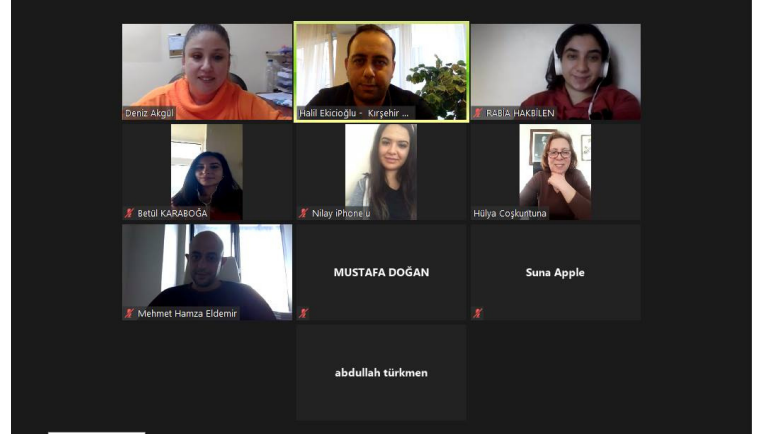 Deniz Akgül
Halil Ekicioğlu - Kırşehir ...
RABİA HAKBİLEN
Betül KARABOĞA
Nilay iPhone'u
Hülya Coşkuntuna
Mehmet Hamza Eldemir
MUSTAFA DOĞAN
Suna Apple
abdullah türkmen